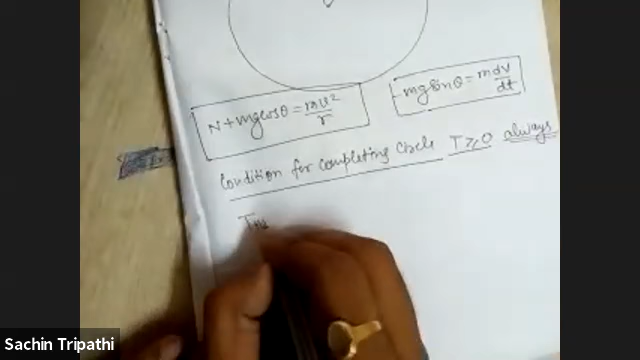 N + mg cosθ = mv²/r
-mg sinθ = m dv/dt
Condition for completing Circle T ≥ 0 always
Sachin Tripathi